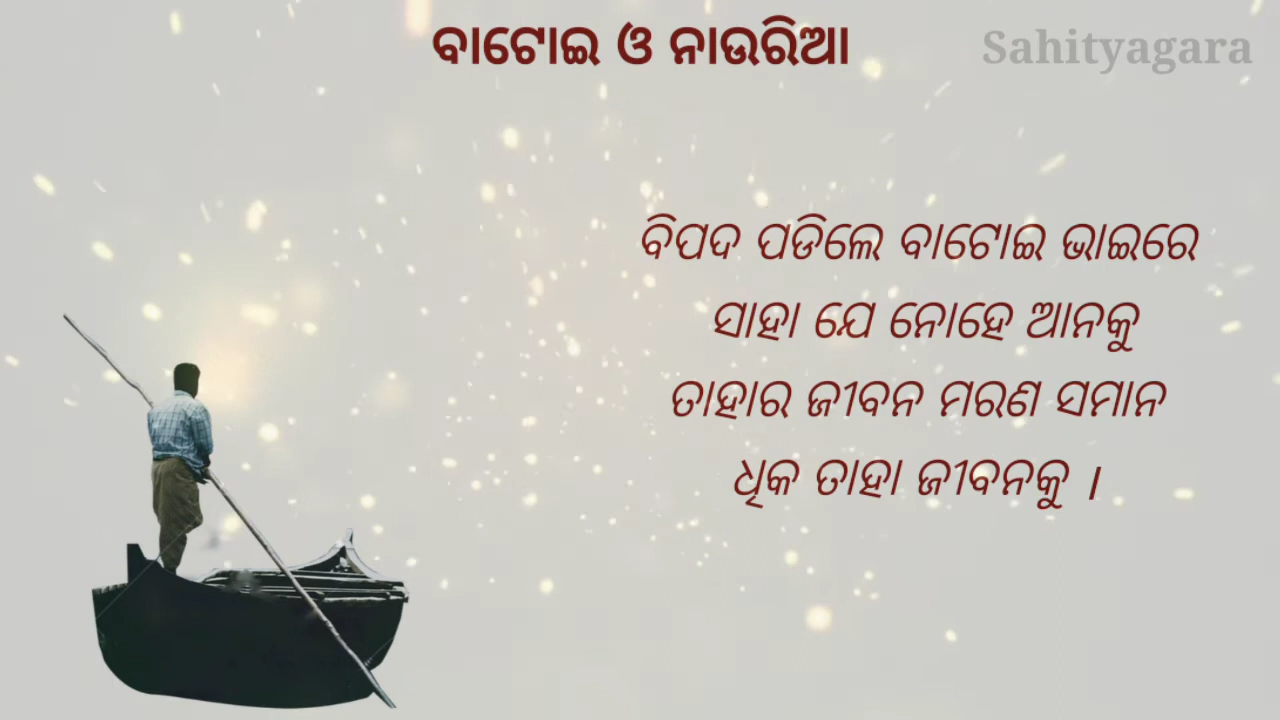 ବାଟୋଇ ଓ ନାଉରିଆ
Sahityagara
ବିପଦ ପଡିଲେ ବାଟୋଇ ଭାଇରେ
ସାହା ଯେ ନୋହେ ଆନକୁ
ତାହାର ଜୀବନ ମରଣ ସମାନ
ଧିକ ତାହା ଜୀବନକୁ ।